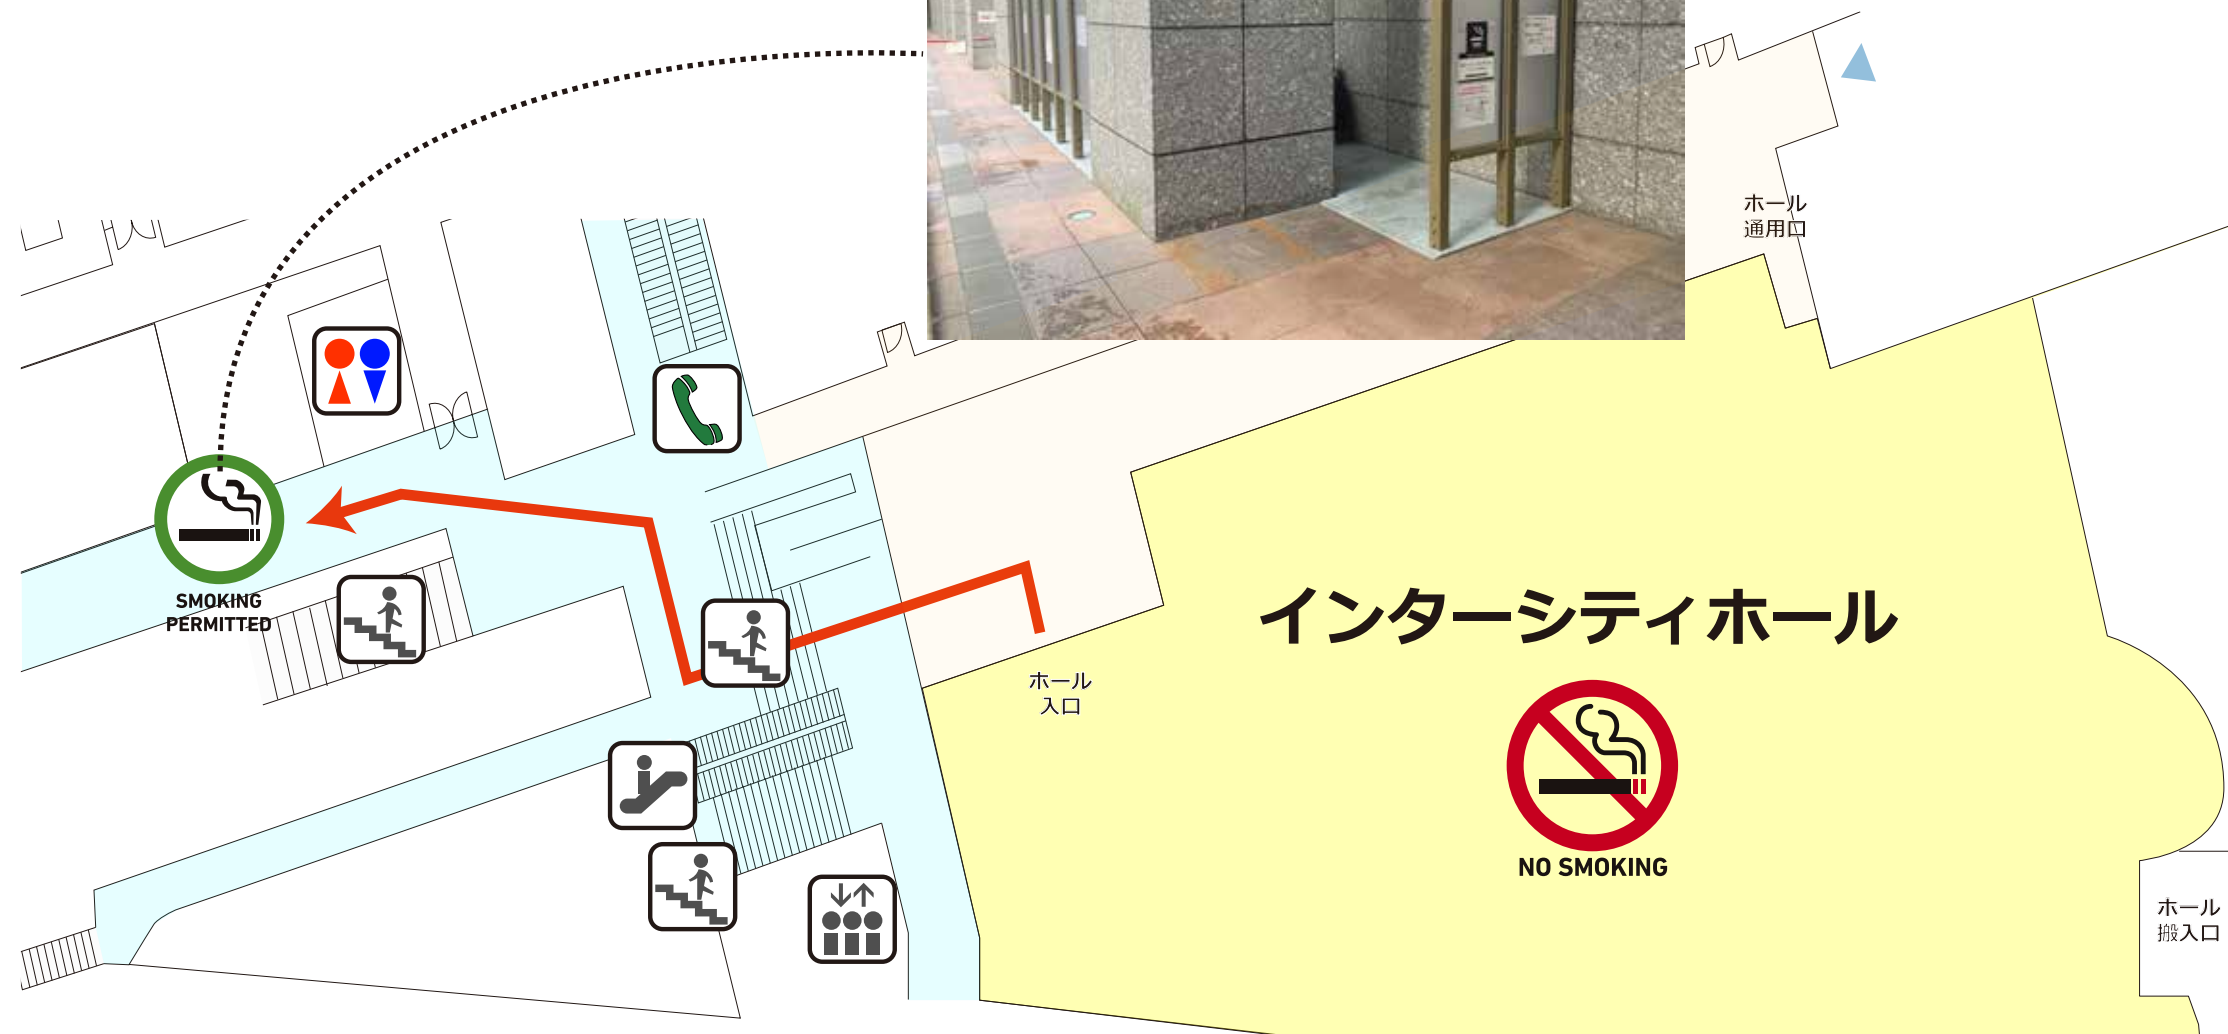 ホール
通用口
SMOKING
PERMITTED
インターシティホール
ホール
入口
NO SMOKING
ホール
搬入口